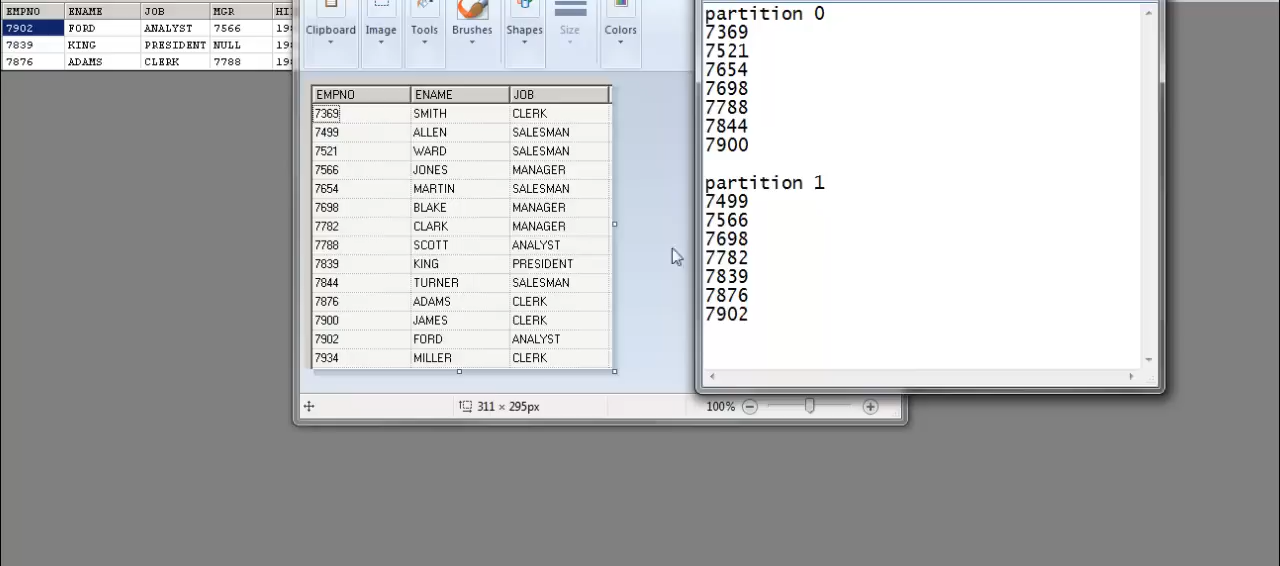 EMPNO ENAME JOB MGR
7902 FORD ANALYST 7566
7839 KING PRESIDENT NULL
7876 ADAMS CLERK 7788
Clipboard Image Tools Brushes Shapes Size Colors
EMPNO ENAME JOB
7369 SMITH CLERK
7499 ALLEN SALESMAN
7521 WARD SALESMAN
7566 JONES MANAGER
7654 MARTIN SALESMAN
7698 BLAKE MANAGER
7782 CLARK MANAGER
7788 SCOTT ANALYST
7839 KING PRESIDENT
7844 TURNER SALESMAN
7876 ADAMS CLERK
7900 JAMES CLERK
7902 FORD ANALYST
7934 MILLER CLERK
311 × 295px
100%
partition 0
7369
7521
7654
7698
7788
7844
7900
partition 1
7499
7566
7698
7782
7839
7876
7902